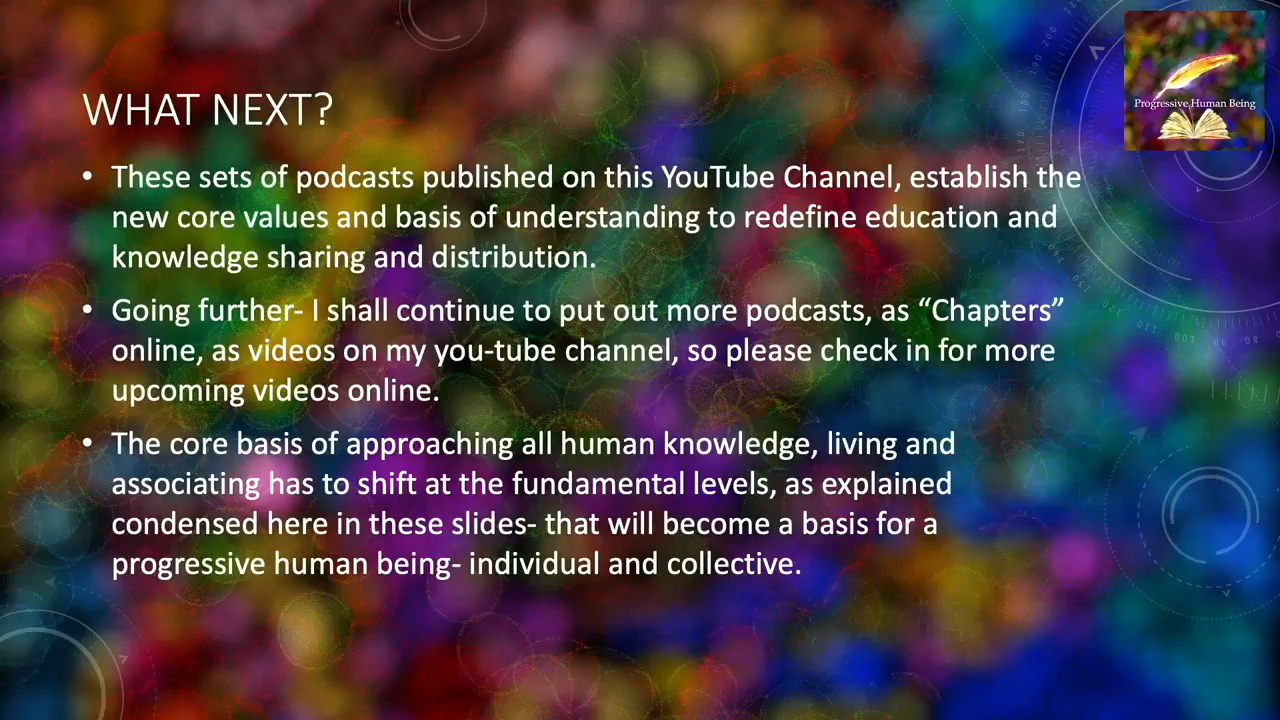 WHAT NEXT?
Progressive Human Being
• These sets of podcasts published on this YouTube Channel, establish the
new core values and basis of understanding to redefine education and
knowledge sharing and distribution.
• Going further- I shall continue to put out more podcasts, as “Chapters”
online, as videos on my you-tube channel, so please check in for more
upcoming videos online.
• The core basis of approaching all human knowledge, living and
associating has to shift at the fundamental levels, as explained
condensed here in these slides- that will become a basis for a
progressive human being- individual and collective.